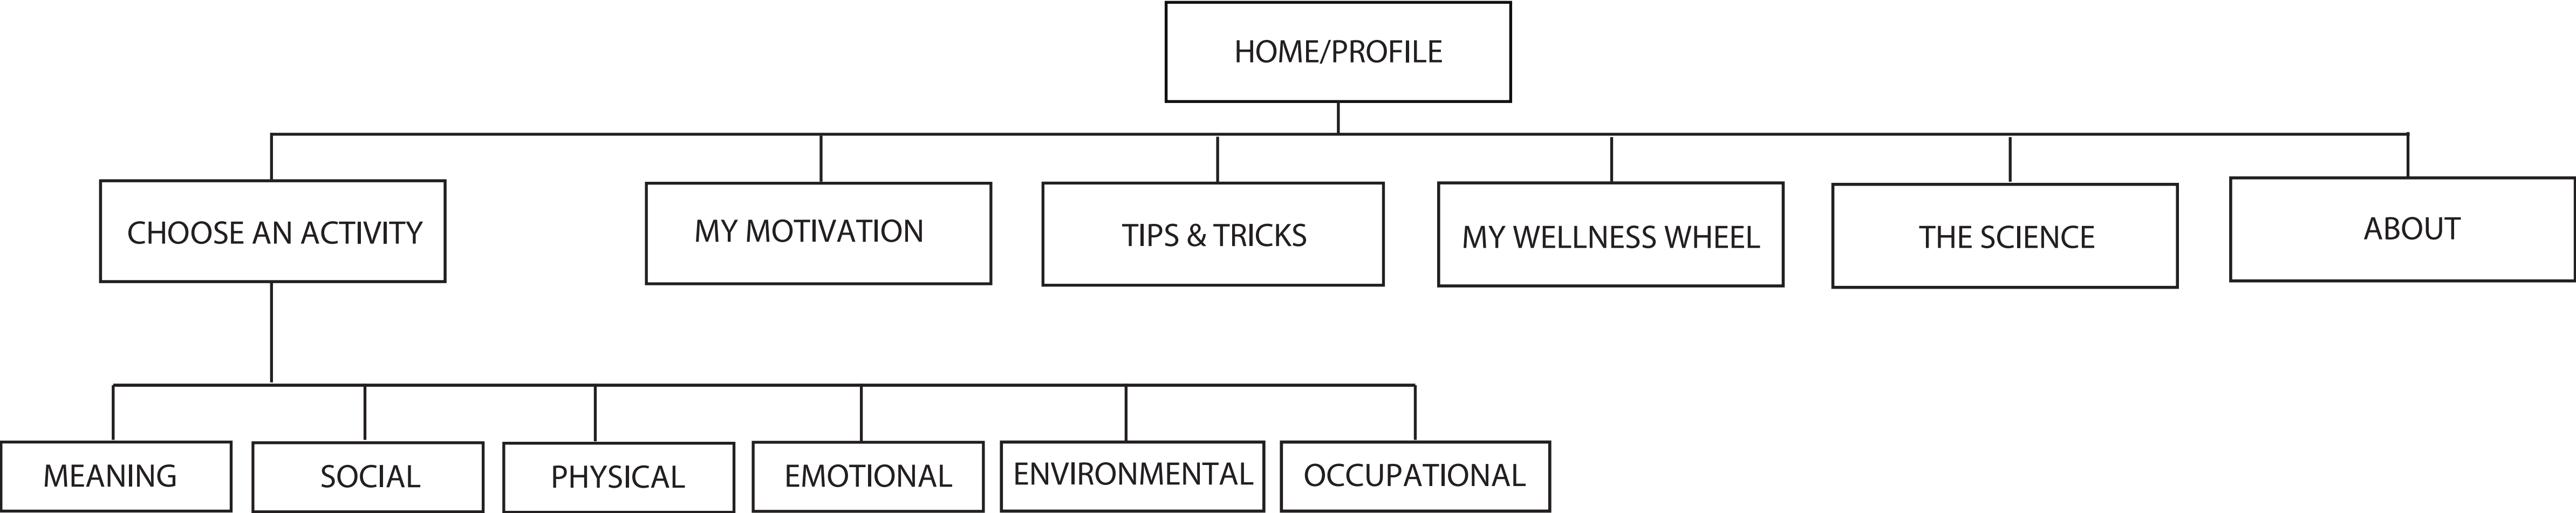 HOME/PROFILE
CHOOSE AN ACTIVITY
MY MOTIVATION
TIPS & TRICKS
MY WELLNESS WHEEL
THE SCIENCE
ABOUT
MEANING
SOCIAL
PHYSICAL
EMOTIONAL
ENVIRONMENTAL
OCCUPATIONAL